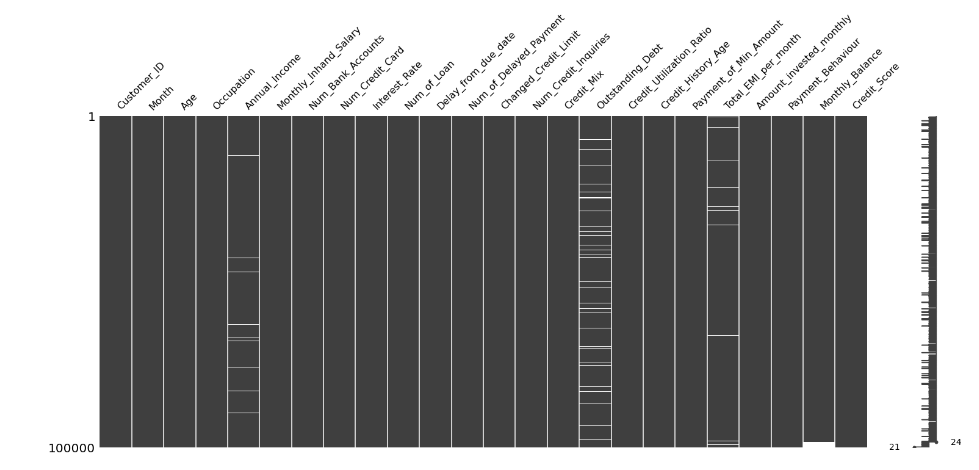 Customer_ID
Month
Age
Occupation
Annual_Income
Monthly_Inhand_Salary
Num_Bank_Accounts
Num_Credit_Card
Interest_Rate
Num_of_Loan
Delay_from_due_date
Num_of_Delayed_Payment
Changed_Credit_Limit
Num_Credit_Inquiries
Credit_Mix
Outstanding_Debt
Credit_Utilization_Ratio
Credit_History_Age
Payment_of_Min_Amount
Total_EMI_per_month
Amount_invested_monthly
Payment_Behaviour
Monthly_Balance
Credit_Score
1
100000
21
24